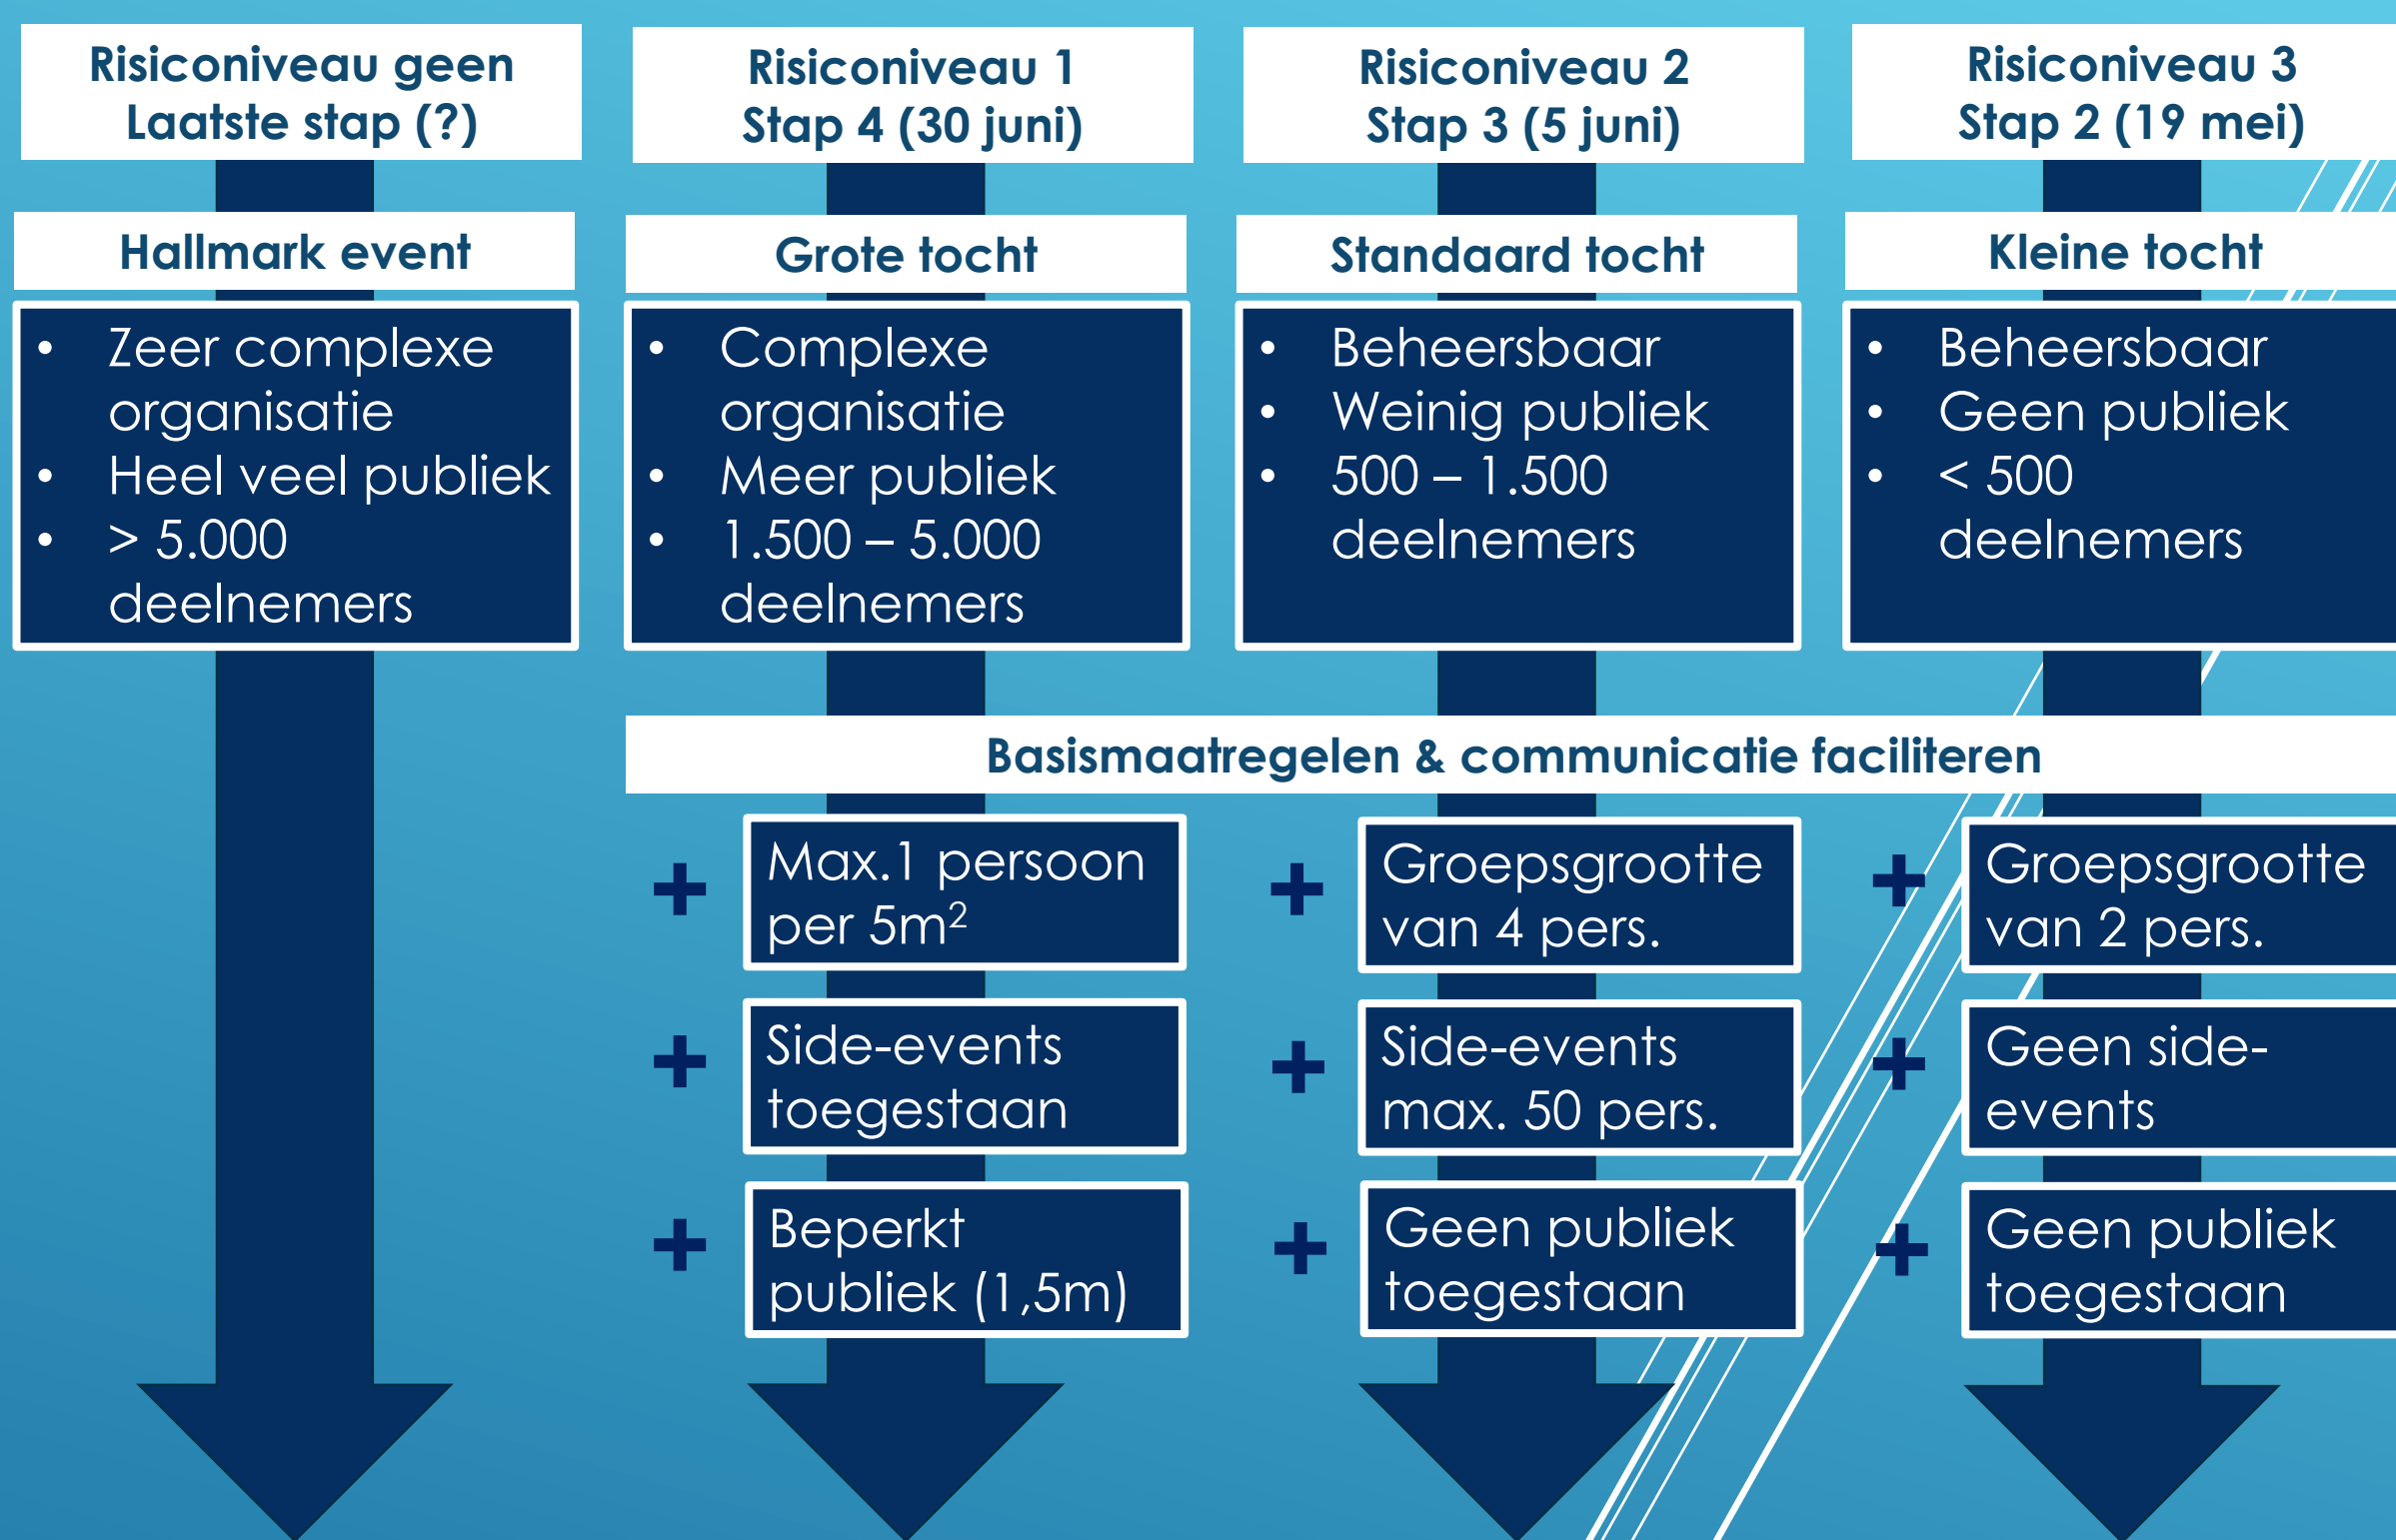 Risiconiveau geen
Laatste stap (?)
Hallmark event
• Zeer complexe
organisatie
• Heel veel publiek
• > 5.000
deelnemers
Risiconiveau 1
Stap 4 (30 juni)
Grote tocht
• Complexe
organisatie
• Meer publiek
• 1.500 – 5.000
deelnemers
Risiconiveau 2
Stap 3 (5 juni)
Standaard tocht
• Beheersbaar
• Weinig publiek
• 500 – 1.500
deelnemers
Risiconiveau 3
Stap 2 (19 mei)
Kleine tocht
• Beheersbaar
• Geen publiek
• < 500
deelnemers
Basismaatregelen & communicatie faciliteren
+ Max.1 persoon
per 5m²
+ Side-events
toegestaan
+ Beperkt
publiek (1,5m)
+ Groepsgrootte
van 4 pers.
+ Side-events
max. 50 pers.
+ Geen publiek
toegestaan
+ Groepsgrootte
van 2 pers.
+ Geen side-
events
+ Geen publiek
toegestaan